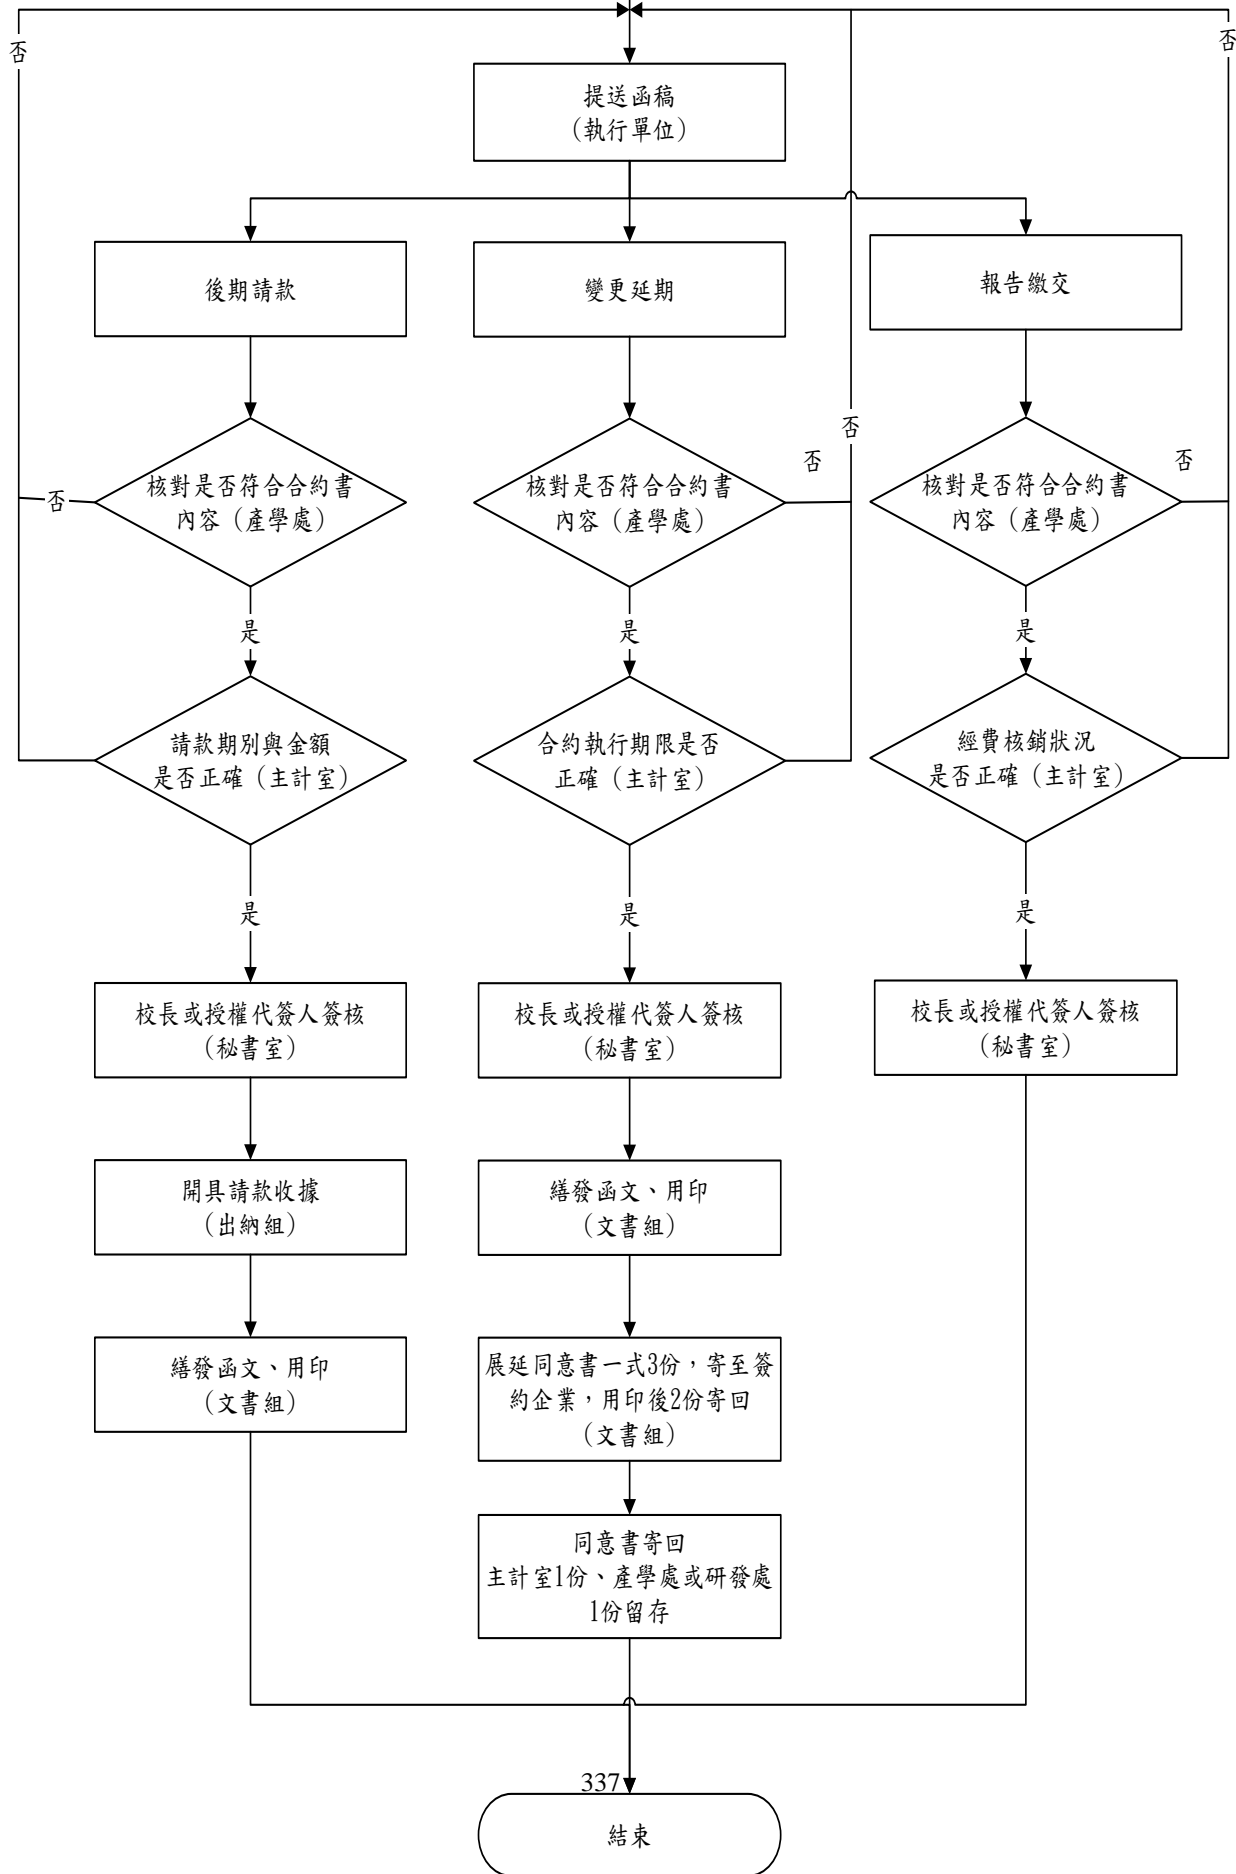 否
否
提送函稿
（執行單位）
後期請款
變更延期
報告繳交
否
核對是否符合合約書
內容（產學處）
否
核對是否符合合約書
內容（產學處）
否
核對是否符合合約書
內容（產學處）
否
是
是
是
請款期別與金額
是否正確（主計室）
合約執行期限是否
正確（主計室）
經費核銷狀況
是否正確（主計室）
是
是
是
校長或授權代簽人簽核
（秘書室）
校長或授權代簽人簽核
（秘書室）
校長或授權代簽人簽核
（秘書室）
開具請款收據
（出納組）
繕發函文、用印
（文書組）
繕發函文、用印
（文書組）
展延同意書一式3份，寄至簽
約企業，用印後2份寄回
（文書組）
同意書寄回
主計室1份、產學處或研發處
1份留存
337
結束